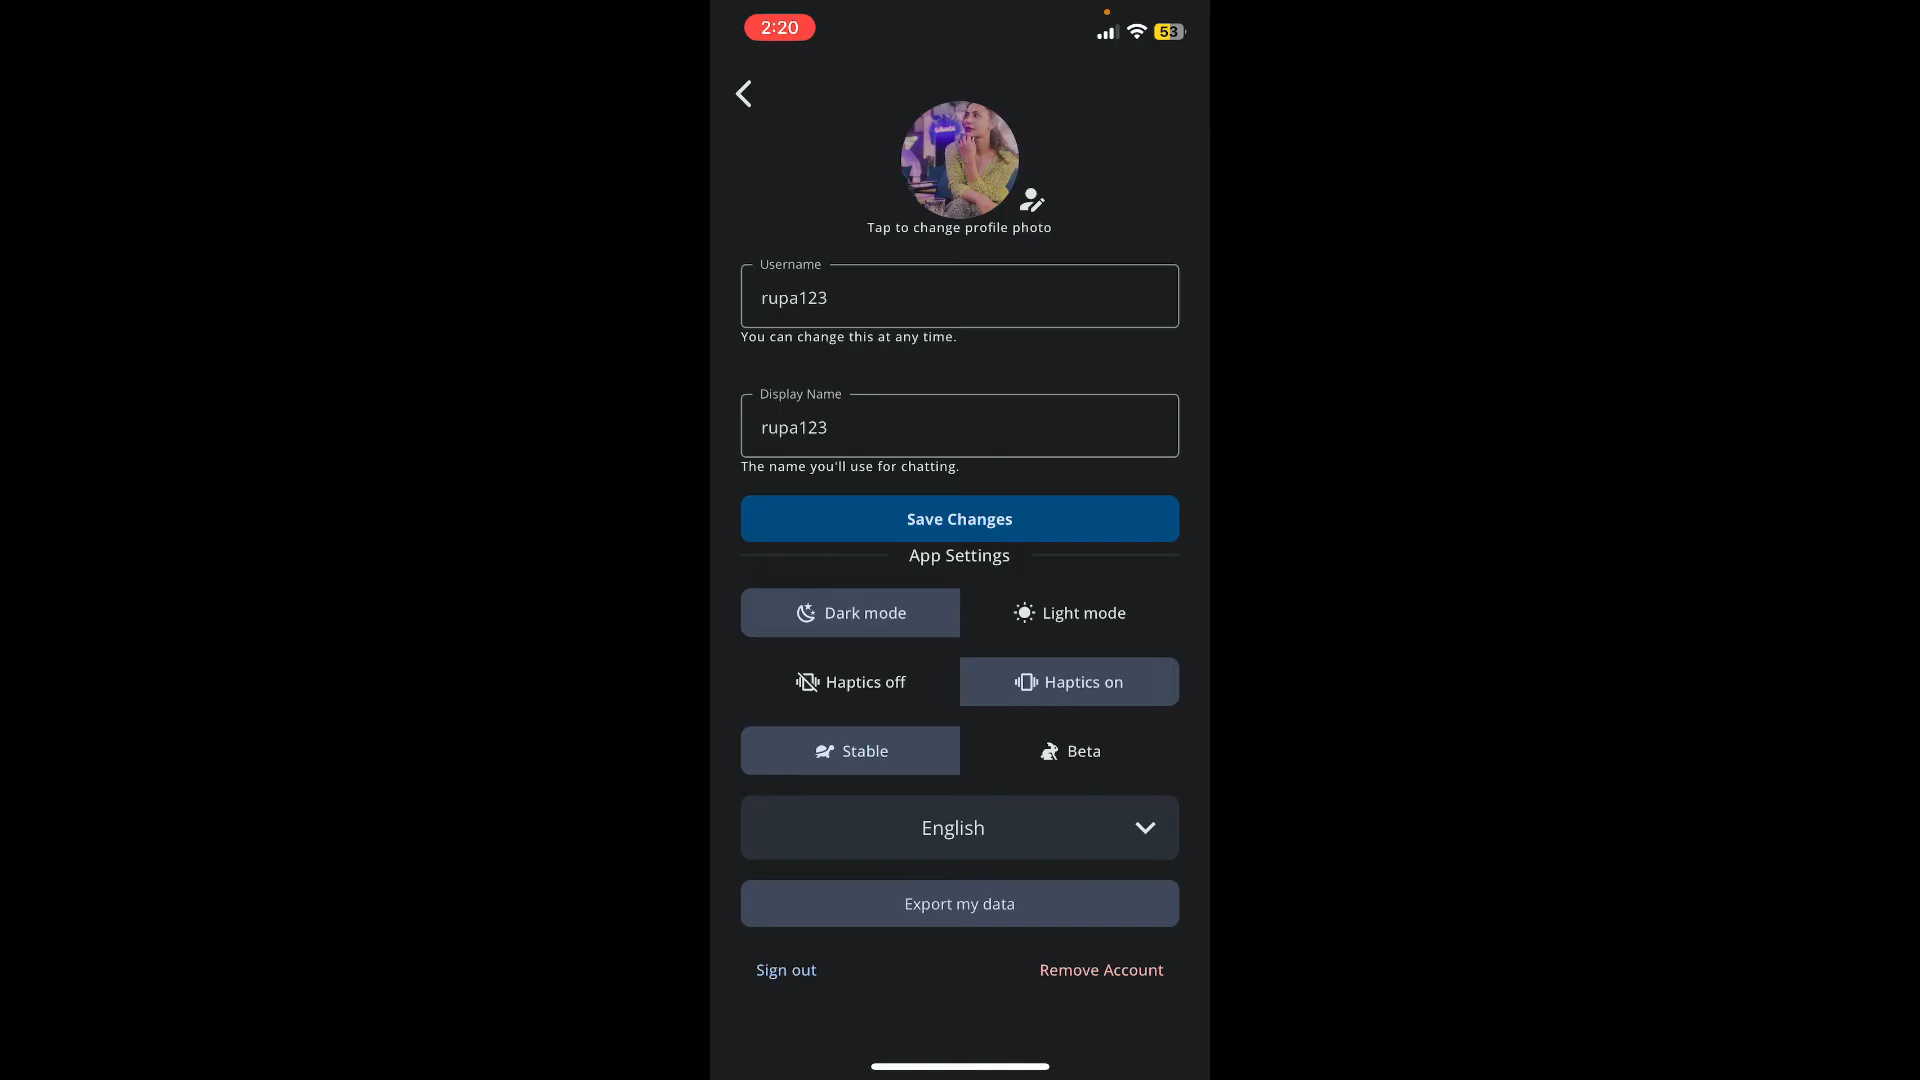 2:20
53
Tap to change profile photo
Username
rupa123
You can change this at any time.
Display Name
rupa123
The name you'll use for chatting.
Save Changes
App Settings
Dark mode
Light mode
Haptics off
Haptics on
Stable
Beta
English
Export my data
Sign out
Remove Account